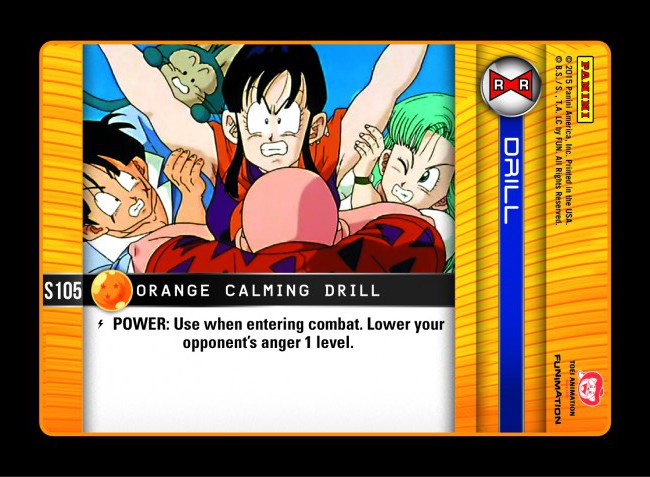 S105
ORANGE CALMING DRILL
POWER: Use when entering combat. Lower your
opponent's anger 1 level.
R R
DRILL
PANINI
© 2015 Panini America, Inc. Printed in the USA.
© B.S./ S., T.A. LC by FUN. All Rights Reserved.
TOEI ANIMATION
FUNIMATION